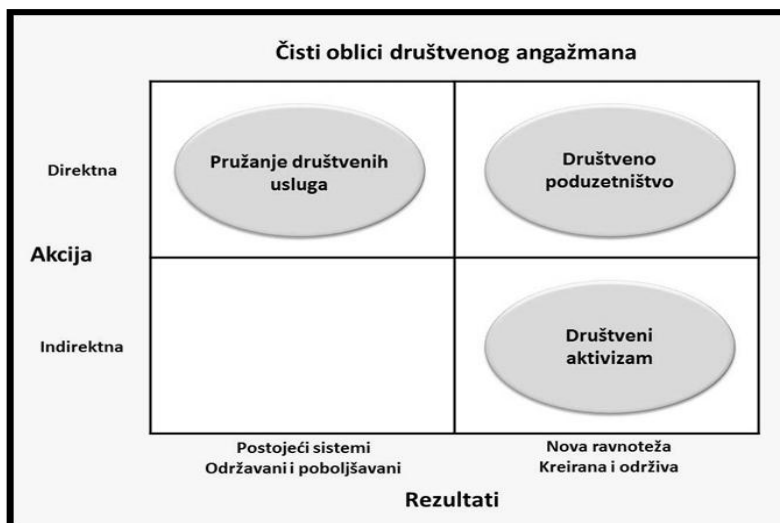 Čisti oblici društvenog angažmana
Direktna
Pružanje društvenih
usluga
Društveno
poduzetništvo
Akcija
Indirektna
Društveni
aktivizam
Postojeći sistemi
Održavani i poboljšavani
Nova ravnoteža
Kreirana i održiva
Rezultati